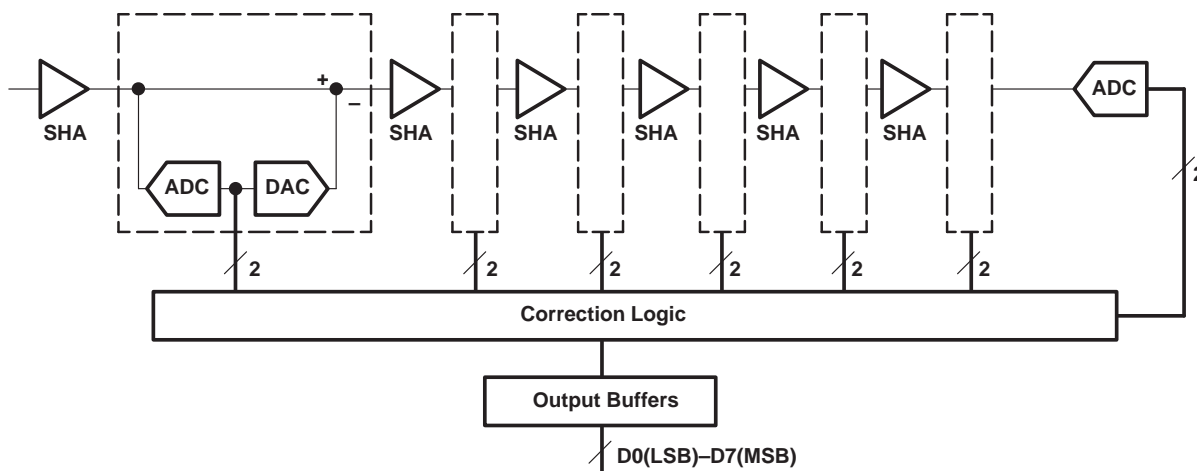 +
–
ADC
SHA SHA SHA SHA SHA SHA
ADC DAC
2
2 2 2 2 2 2
Correction Logic
Output Buffers
D0(LSB)–D7(MSB)